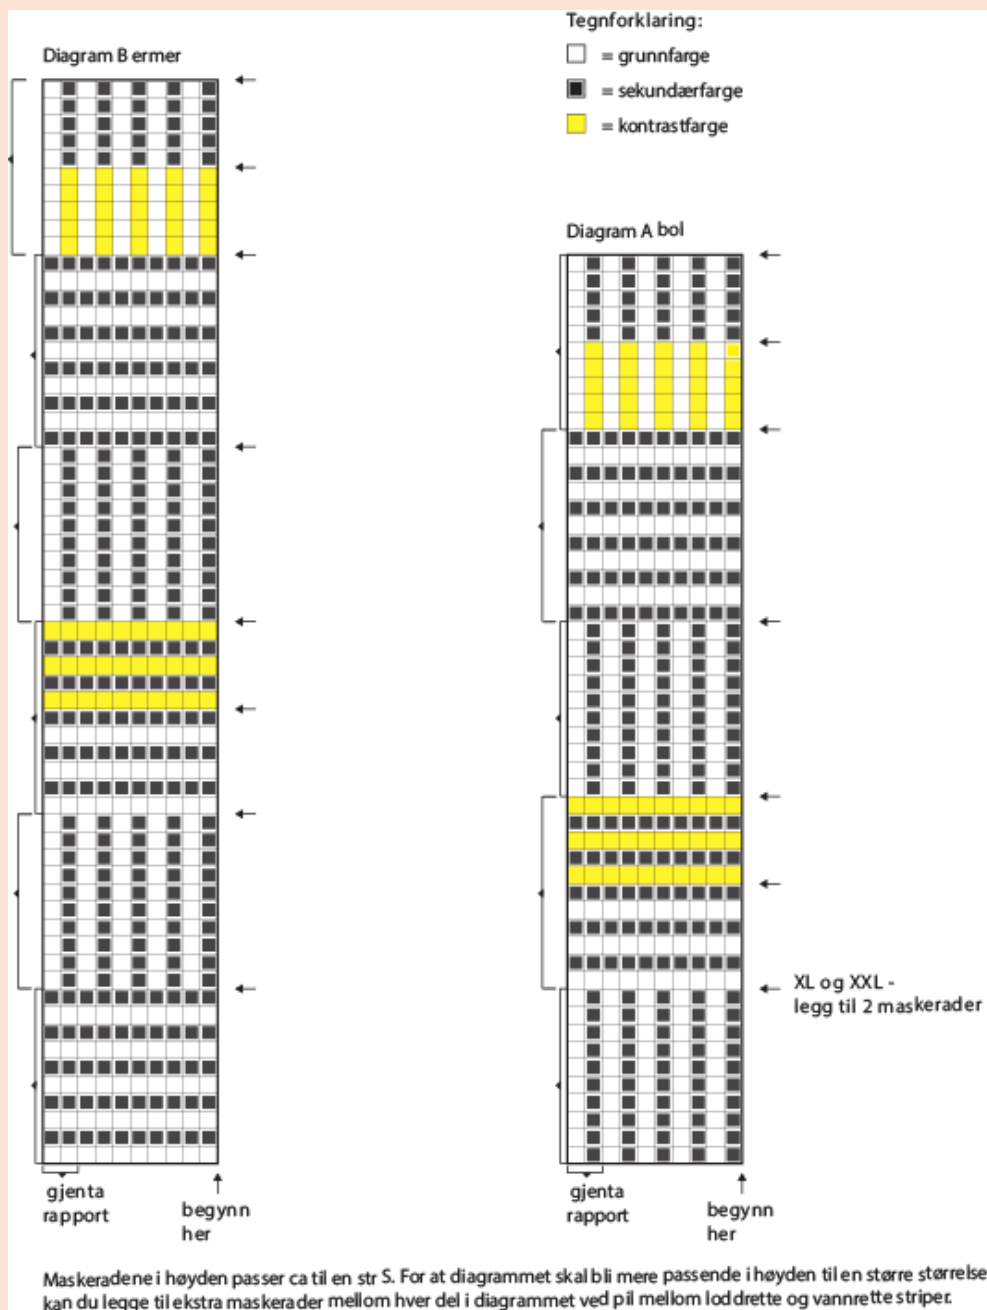 Tegnforklaring:
= grunnfarge
= sekundærfarge
= kontrastfarge
Diagram B ermer
Diagram A bol
XL og XXL -
legg til 2 maskerader
gjenta
rapport
begynn
her
gjenta
rapport
begynn
her
Maskeradene i høyden passer ca til en str S. For at diagrammet skal bli mere passende i høyden til en større størrelse
kan du legge til ekstra maskerader mellom hver del i diagrammet ved pil mellom loddrette og vannrette striper.